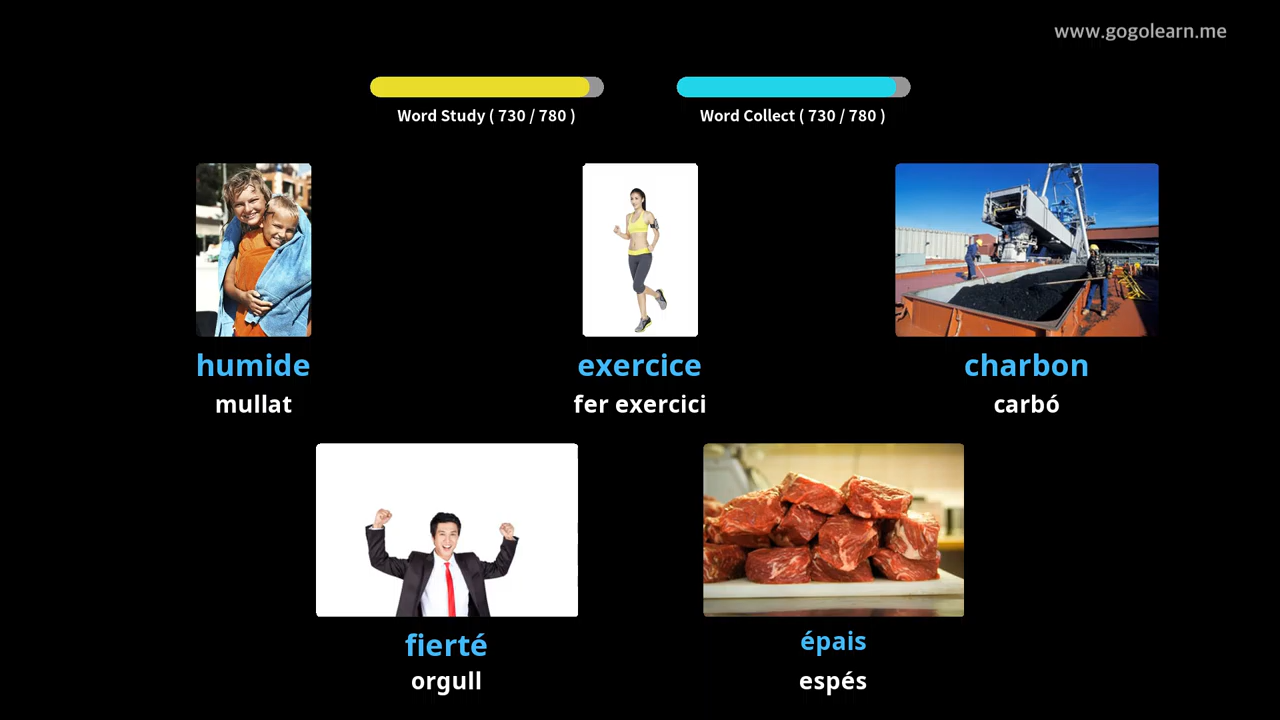 www.gogolearn.me
Word Study ( 730 / 780 )
Word Collect ( 730 / 780 )
humide
mullat
exercice
fer exercici
charbon
carbó
fierté
orgull
épais
espés